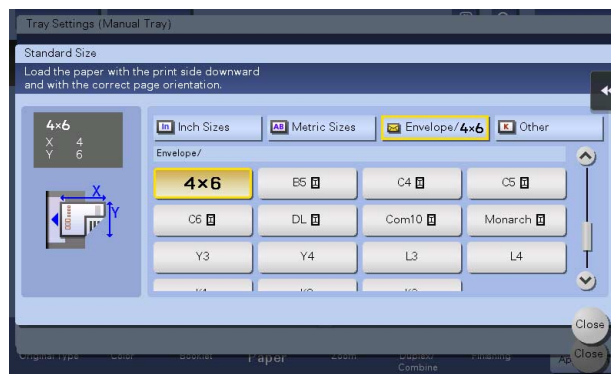 Tray Settings (Manual Tray)
Standard Size
Load the paper with the print side downward
and with the correct page orientation.
4×6
X 4
Y 6
X
Y
In Inch Sizes
AB Metric Sizes
Envelope/4×6
K Other
Envelope/
4×6
B5
C4
C5
C6
DL
Com10
Monarch
Y3
Y4
L3
L4
Close
Original Type
Color
Booklet
Paper
Zoom
Duplex/
Combine
Finishing
Close